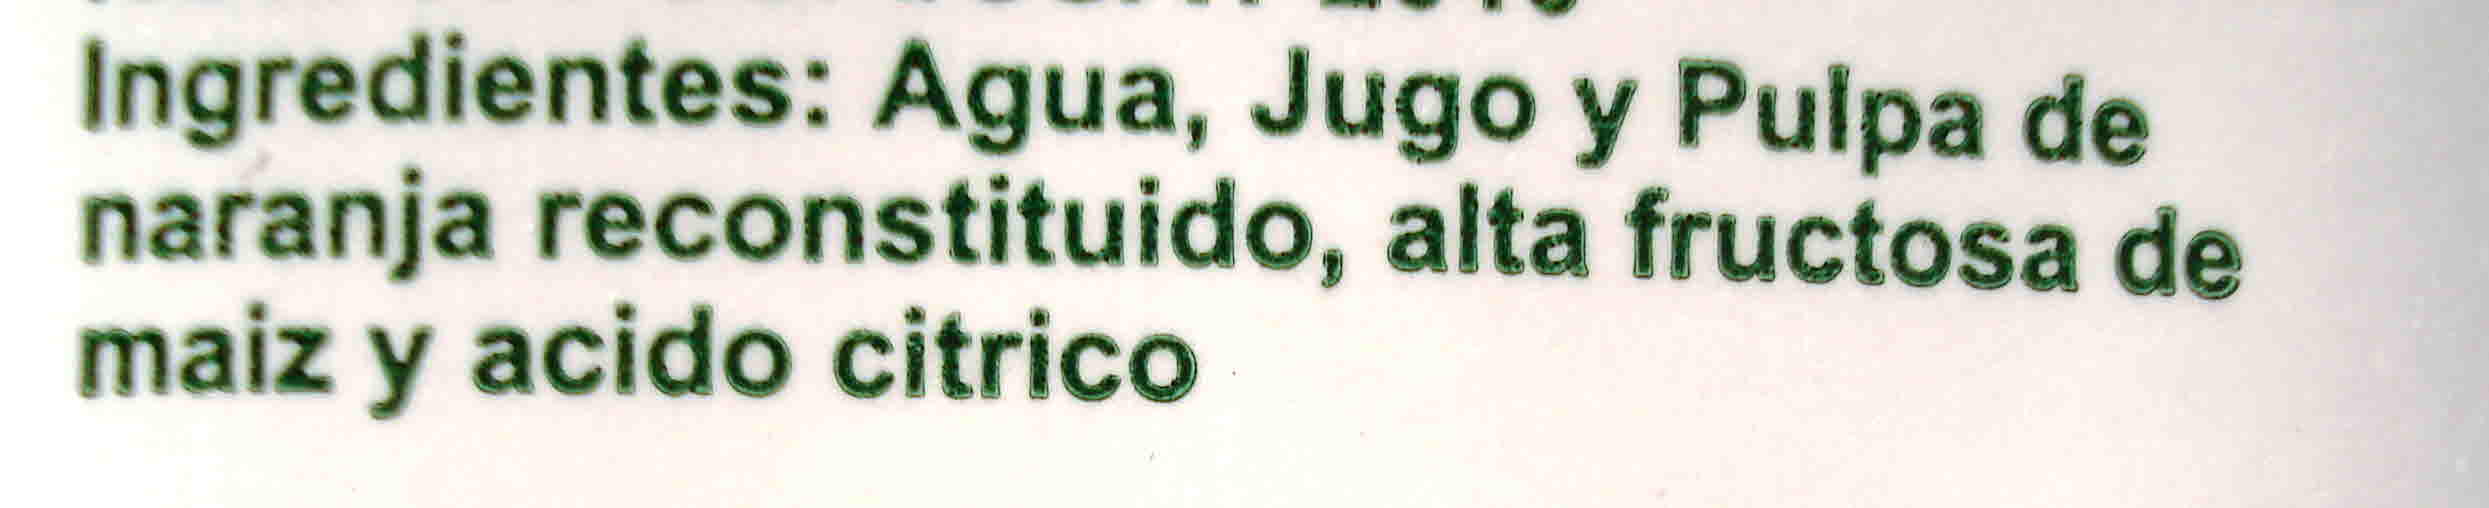 Ingredientes: Agua, Jugo y Pulpa de
naranja reconstituido, alta fructosa de
maiz y acido citrico